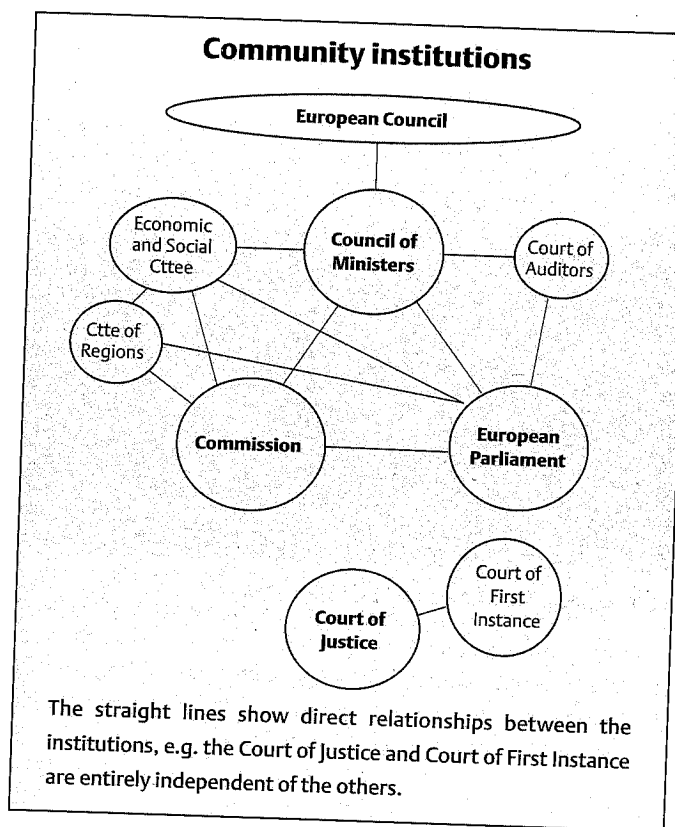 Community institutions
European Council
Economic
and Social
Cttee
Council of
Ministers
Court of
Auditors
Ctte of
Regions
Commission
European
Parliament
Court of
First
Instance
Court of
Justice
The straight lines show direct relationships between the
institutions, e.g. the Court of Justice and Court of First Instance
are entirely independent of the others.